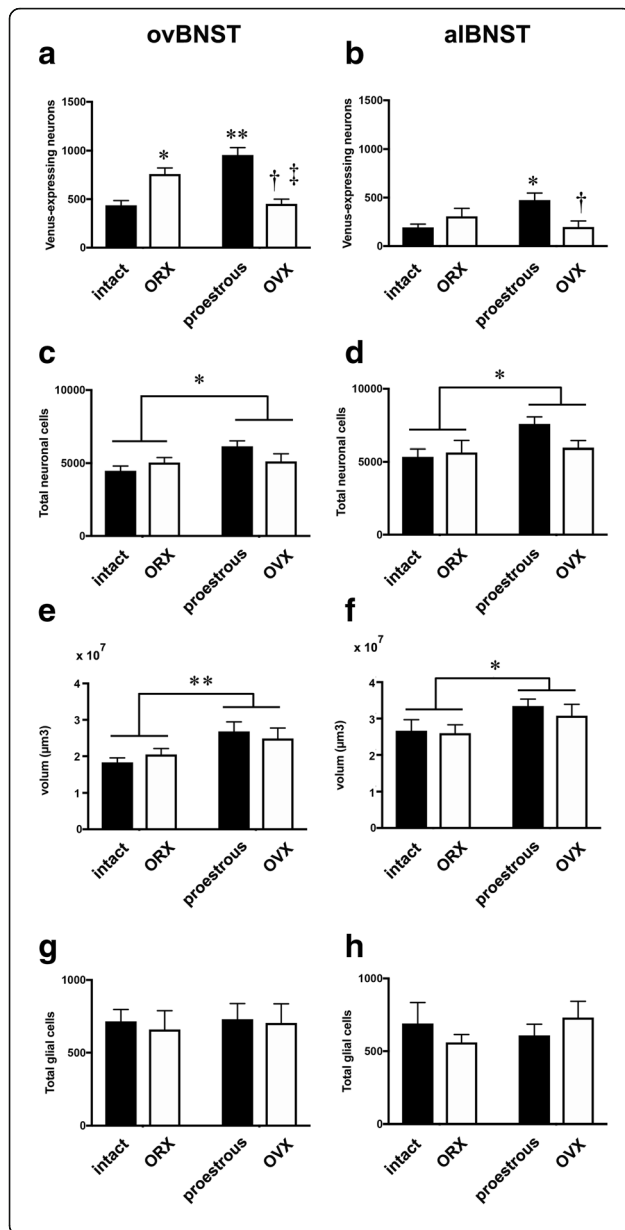 ovBNST
alBNST
a
b
Venus-expressing neurons
1500
1000
500
0
*
**
† ‡
intact
ORX
proestrous
OVX
Venus-expressing neurons
1500
1000
500
0
*
†
intact
ORX
proestrous
OVX
c
d
Total neuronal cells
10000
5000
0
*
intact
ORX
proestrous
OVX
Total neuronal cells
10000
5000
0
*
intact
ORX
proestrous
OVX
e
f
x 10⁷
volum (μm3)
4
3
2
1
0
**
intact
ORX
proestrous
OVX
x 10⁷
volum (μm3)
4
3
2
1
0
*
intact
ORX
proestrous
OVX
g
h
Total glial cells
1000
500
0
intact
ORX
proestrous
OVX
Total glial cells
1000
500
0
intact
ORX
proestrous
OVX